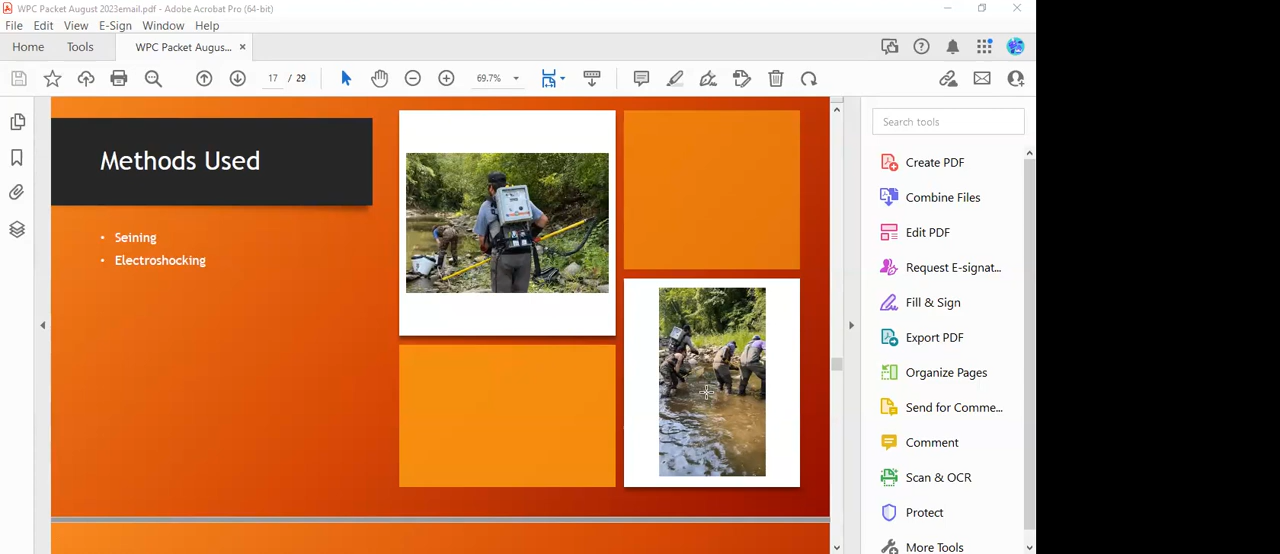 WPC Packet August 2023email.pdf - Adobe Acrobat Pro (64-bit)
File Edit View E-Sign Window Help
Home Tools WPC Packet Augus... ×
17 / 29 69.7%
Methods Used
• Seining
• Electroshocking
Search tools
Create PDF
Combine Files
Edit PDF
Request E-signat...
Fill & Sign
Export PDF
Organize Pages
Send for Comme...
Comment
Scan & OCR
Protect
More Tools